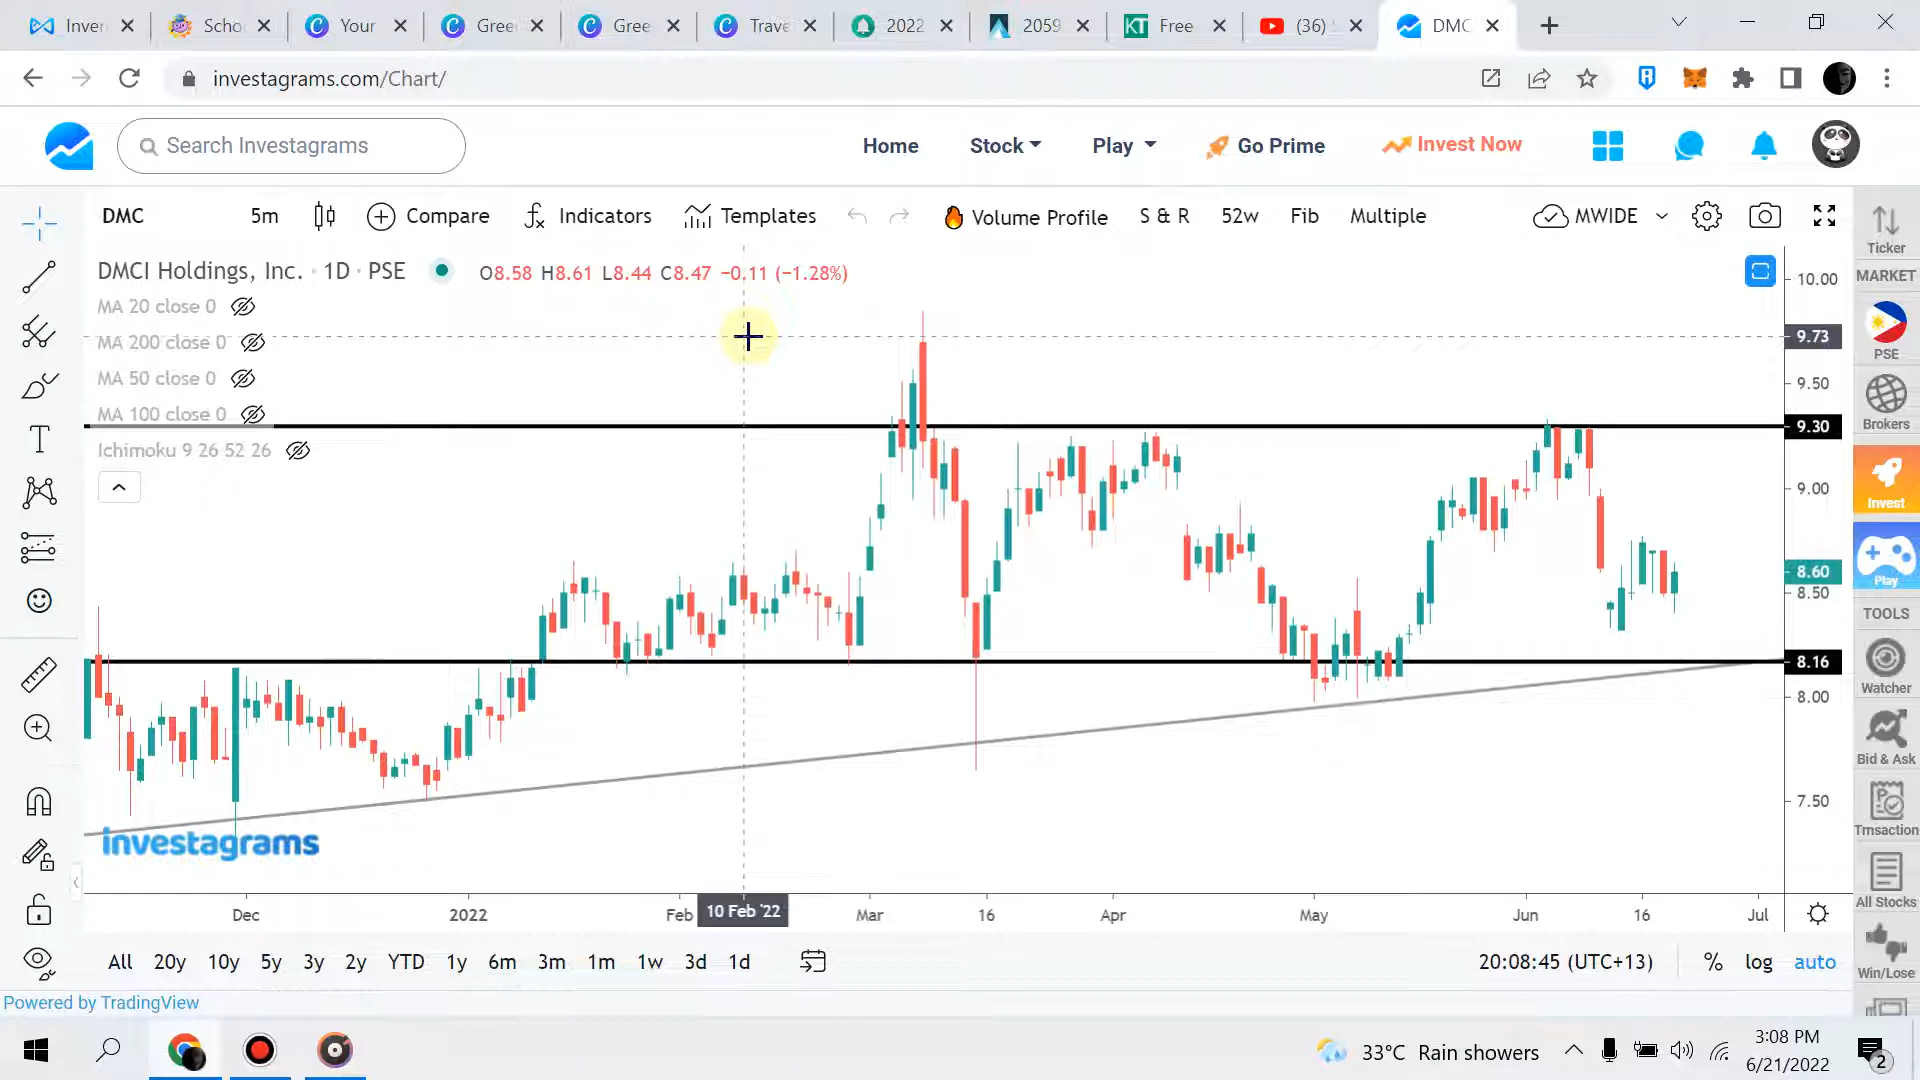 Inver
Scho
Your
Gree
Gree
Trave
2022
2059
KT Free
(36)
DMC
investagrams.com/Chart/
Search Investagrams
Home
Stock
Play
Go Prime
Invest Now
DMC
5m
Compare
Indicators
Templates
Volume Profile
S & R
52w
Fib
Multiple
MWIDE
DMCI Holdings, Inc. · 1D · PSE
O8.58 H8.61 L8.44 C8.47 −0.11 (−1.28%)
MA 20 close 0
MA 200 close 0
MA 50 close 0
MA 100 close 0
Ichimoku 9 26 52 26
10.00
9.73
9.50
9.30
9.00
8.60
8.50
8.16
8.00
7.50
investagrams
Dec
2022
Feb
10 Feb '22
Mar
16
Apr
May
Jun
16
Jul
All
20y
10y
5y
3y
2y
YTD
1y
6m
3m
1m
1w
3d
1d
20:08:45 (UTC+13)
%
log
auto
Powered by TradingView
Ticker
MARKET
PSE
Brokers
Invest
Play
TOOLS
Watcher
Bid & Ask
Trnsaction
All Stocks
Win/Lose
33°C Rain showers
3:08 PM
6/21/2022
2